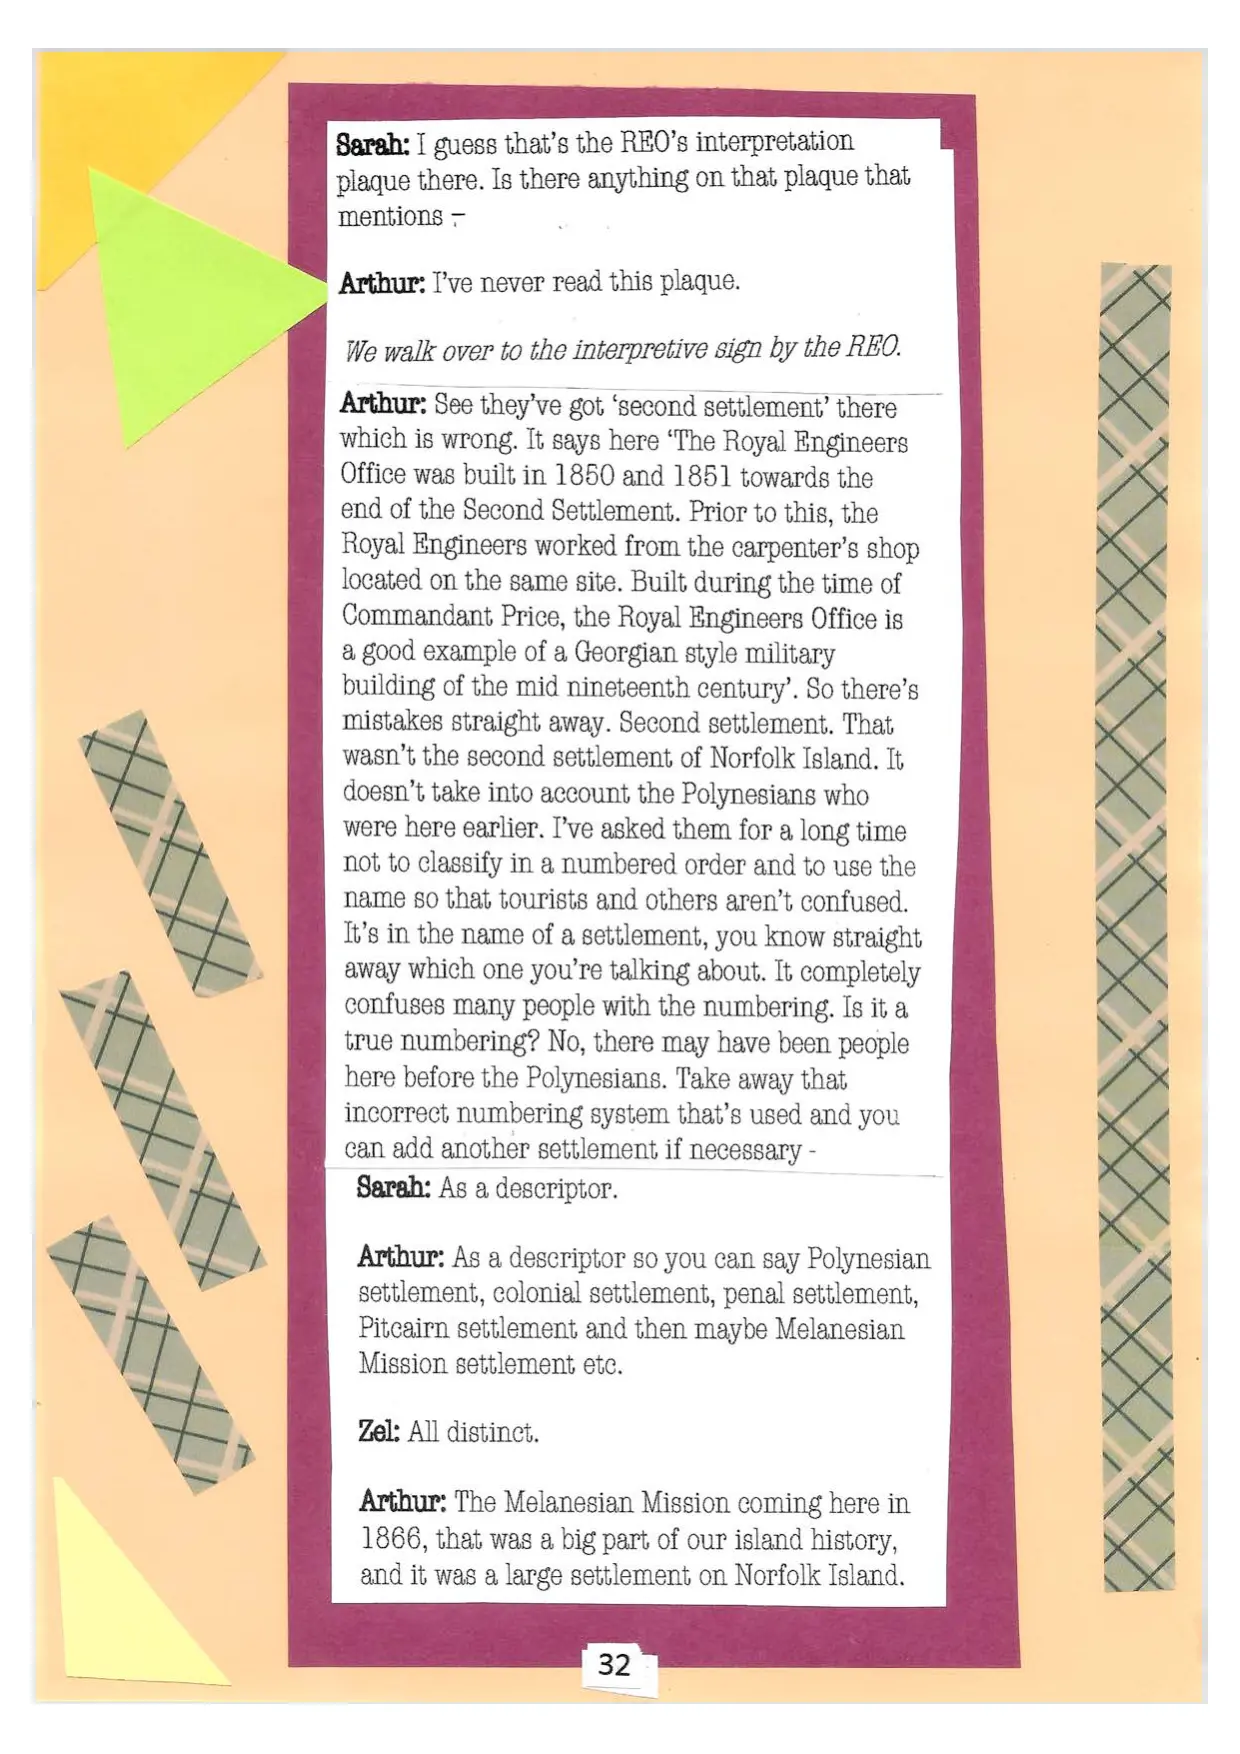 Sarah: I guess that's the REO's interpretation
plaque there. Is there anything on that plaque that
mentions –
Arthur: I've never read this plaque.
We walk over to the interpretive sign by the REO.
Arthur: See they've got 'second settlement' there
which is wrong. It says here 'The Royal Engineers
Office was built in 1850 and 1851 towards the
end of the Second Settlement. Prior to this, the
Royal Engineers worked from the carpenter's shop
located on the same site. Built during the time of
Commandant Price, the Royal Engineers Office is
a good example of a Georgian style military
building of the mid nineteenth century'. So there's
mistakes straight away. Second settlement. That
wasn't the second settlement of Norfolk Island. It
doesn't take into account the Polynesians who
were here earlier. I've asked them for a long time
not to classify in a numbered order and to use the
name so that tourists and others aren't confused.
It's in the name of a settlement, you know straight
away which one you're talking about. It completely
confuses many people with the numbering. Is it a
true numbering? No, there may have been people
here before the Polynesians. Take away that
incorrect numbering system that's used and you
can add another settlement if necessary -
Sarah: As a descriptor.
Arthur: As a descriptor so you can say Polynesian
settlement, colonial settlement, penal settlement,
Pitcairn settlement and then maybe Melanesian
Mission settlement etc.
Zel: All distinct.
Arthur: The Melanesian Mission coming here in
1866, that was a big part of our island history,
and it was a large settlement on Norfolk Island.
32